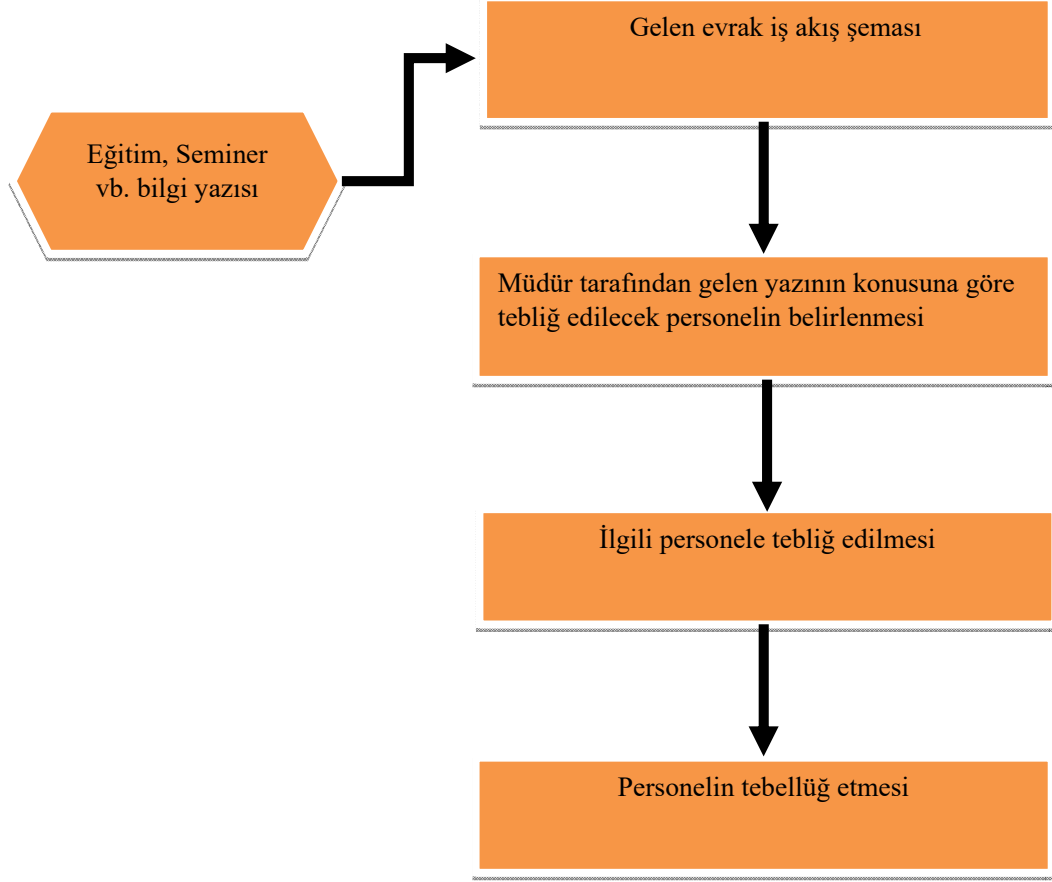 Gelen evrak iş akış şeması
Eğitim, Seminer
vb. bilgi yazısı
Müdür tarafından gelen yazının konusuna göre
tebliğ edilecek personelin belirlenmesi
İlgili personele tebliğ edilmesi
Personelin tebellüğ etmesi